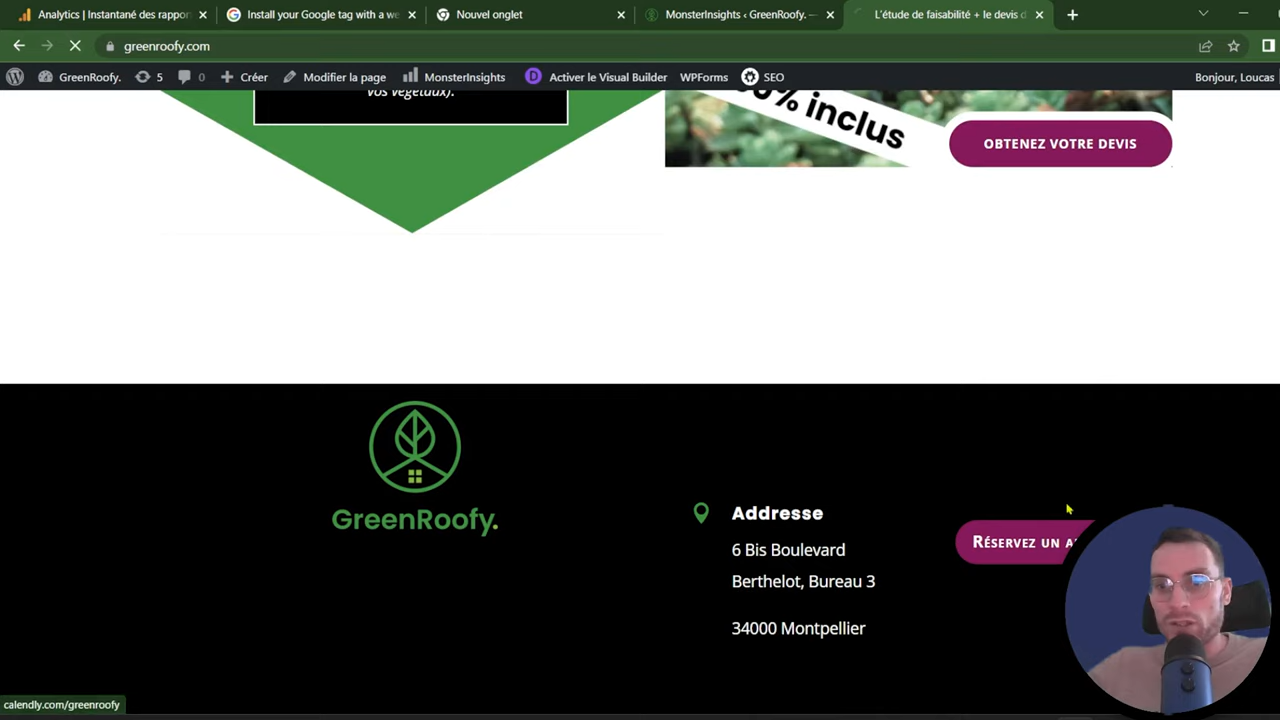 Analytics | Instantané des rappor
Install your Google tag with a we
Nouvel onglet
MonsterInsights ‹ GreenRoofy. —
L'étude de faisabilité + le devis d
greenroofy.com
GreenRoofy.
5
0
Créer
Modifier la page
MonsterInsights
Activer le Visual Builder
WPForms
SEO
Bonjour, Loucas
vos végétaux).
0% inclus
OBTENEZ VOTRE DEVIS
GreenRoofy.
Addresse
6 Bis Boulevard
Berthelot, Bureau 3
34000 Montpellier
RÉSERVEZ UN
calendly.com/greenroofy